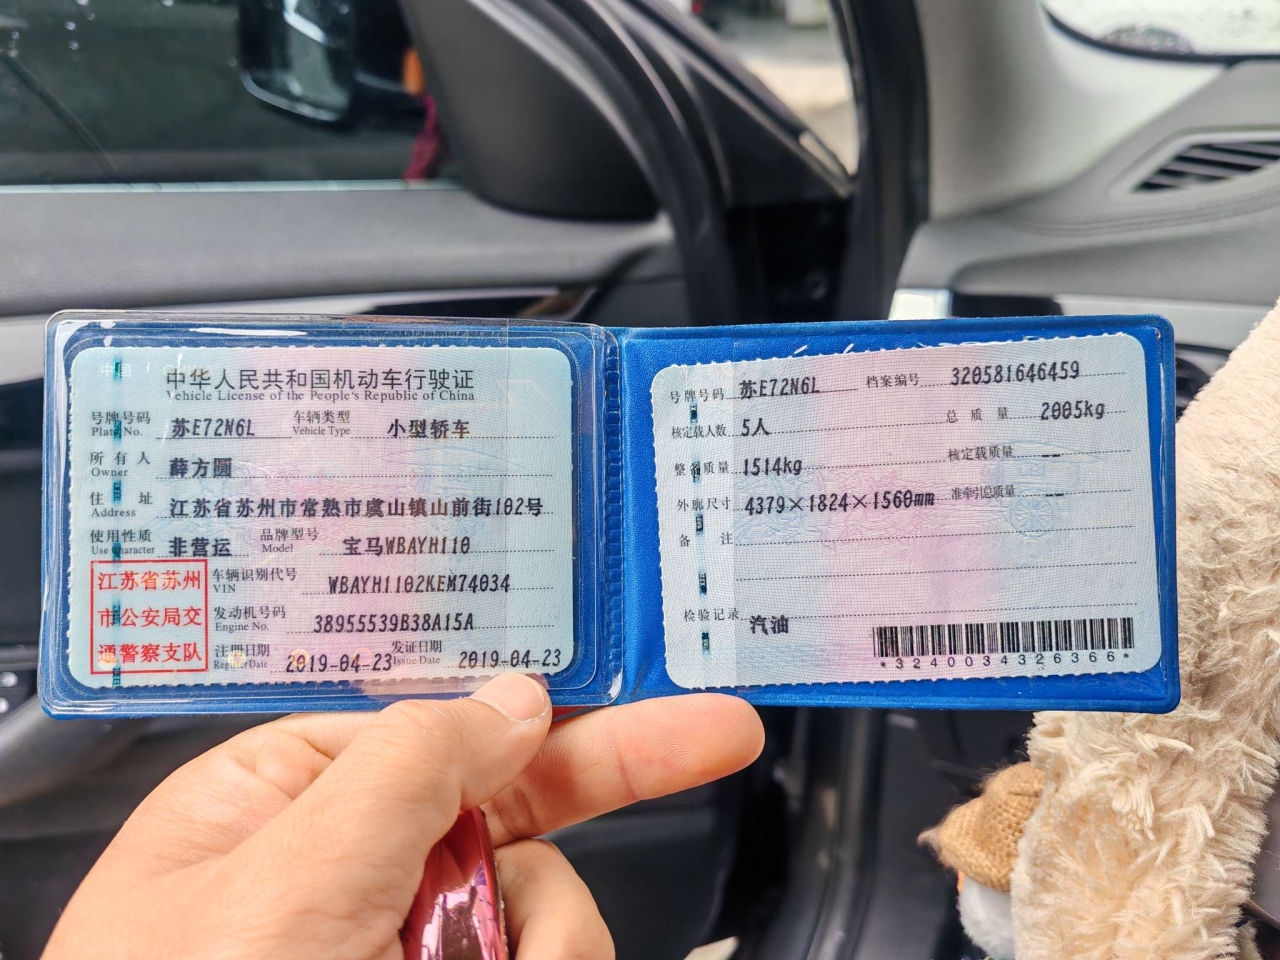 中国
中华人民共和国机动车行驶证
Vehicle License of the People's Republic of China
号牌号码 Plate No. 苏E72N6L 车辆类型 Vehicle Type 小型轿车
所有人 Owner 薛方圆
住址 Address 江苏省苏州市常熟市虞山镇山前街102号
使用性质 Use Character 非营运 品牌型号 Model 宝马WBAYH110
车辆识别代号 VIN WBAYH1102KEM74034
发动机号码 Engine No. 38955539B38A15A
注册日期 Register Date 2019-04-23 发证日期 Issue Date 2019-04-23
江苏省苏州
市公安局交
通警察支队
号牌号码 苏E72N6L 档案编号 320581646459
核定载人数 5人 总质量 2005kg
整备质量 1514kg 核定载质量 --
外廓尺寸 4379×1824×1560mm 准牵引总质量 --
备注
检验记录 汽油
*3240034326366*